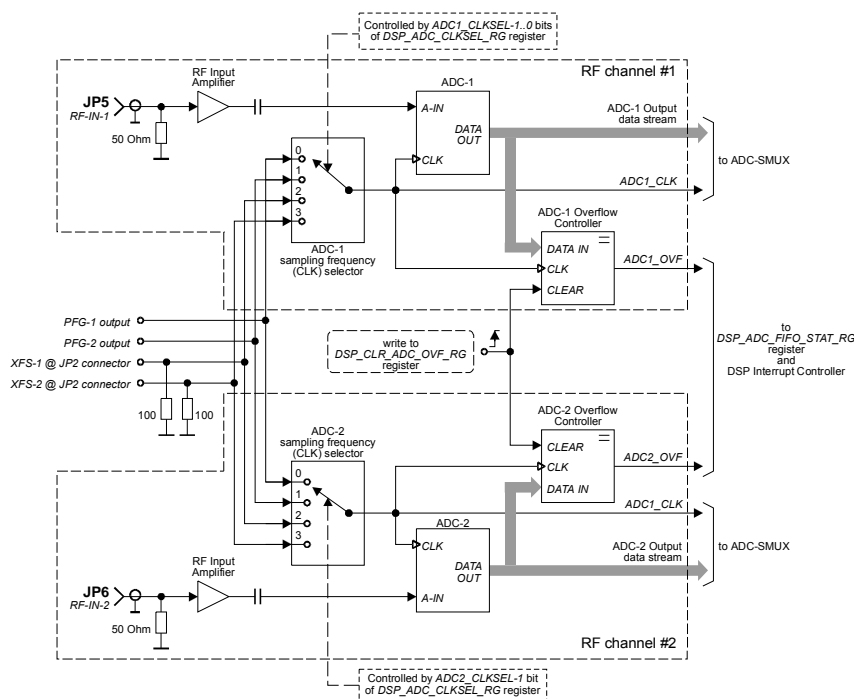 Controlled by ADC1_CLKSEL-1..0 bits
of DSP_ADC_CLKSEL_RG register
RF channel #1
RF Input
Amplifier
JP5
RF-IN-1
50 Ohm
ADC-1
A-IN
DATA
OUT
CLK
ADC-1 Output
data stream
to ADC-SMUX
ADC1_CLK
0
1
2
3
ADC-1
sampling frequency
(CLK) selector
ADC-1 Overflow
Controller
DATA IN
CLK
CLEAR
ADC1_OVF
PFG-1 output
PFG-2 output
XFS-1 @ JP2 connector
XFS-2 @ JP2 connector
100
100
write to
DSP_CLR_ADC_OVF_RG
register
to
DSP_ADC_FIFO_STAT_RG
register
and
DSP Interrupt Controller
ADC-2
sampling frequency
(CLK) selector
0
1
2
3
ADC-2 Overflow
Controller
CLEAR
CLK
DATA IN
ADC2_OVF
ADC1_CLK
ADC-2
CLK
DATA
OUT
A-IN
ADC-2 Output
data stream
to ADC-SMUX
RF Input
Amplifier
JP6
RF-IN-2
50 Ohm
RF channel #2
Controlled by ADC2_CLKSEL-1 bit
of DSP_ADC_CLKSEL_RG register